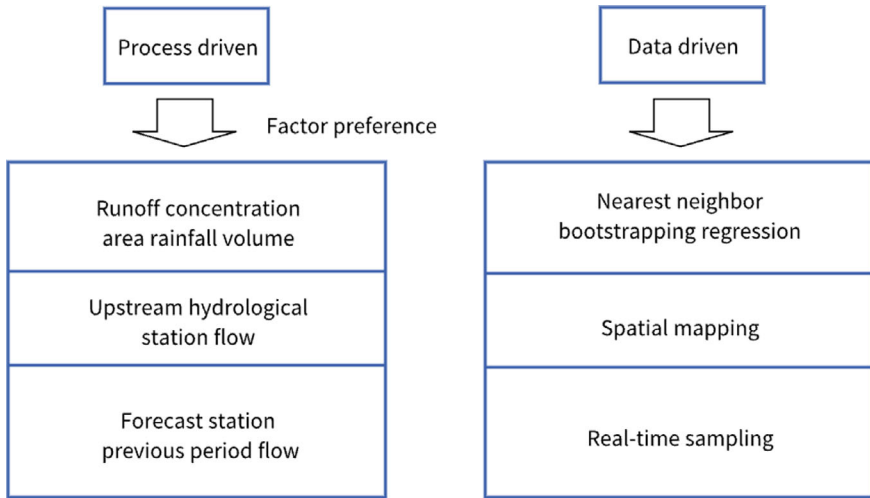 Process driven
Factor preference
Runoff concentration
area rainfall volume
Upstream hydrological
station flow
Forecast station
previous period flow
Data driven
Nearest neighbor
bootstrapping regression
Spatial mapping
Real-time sampling